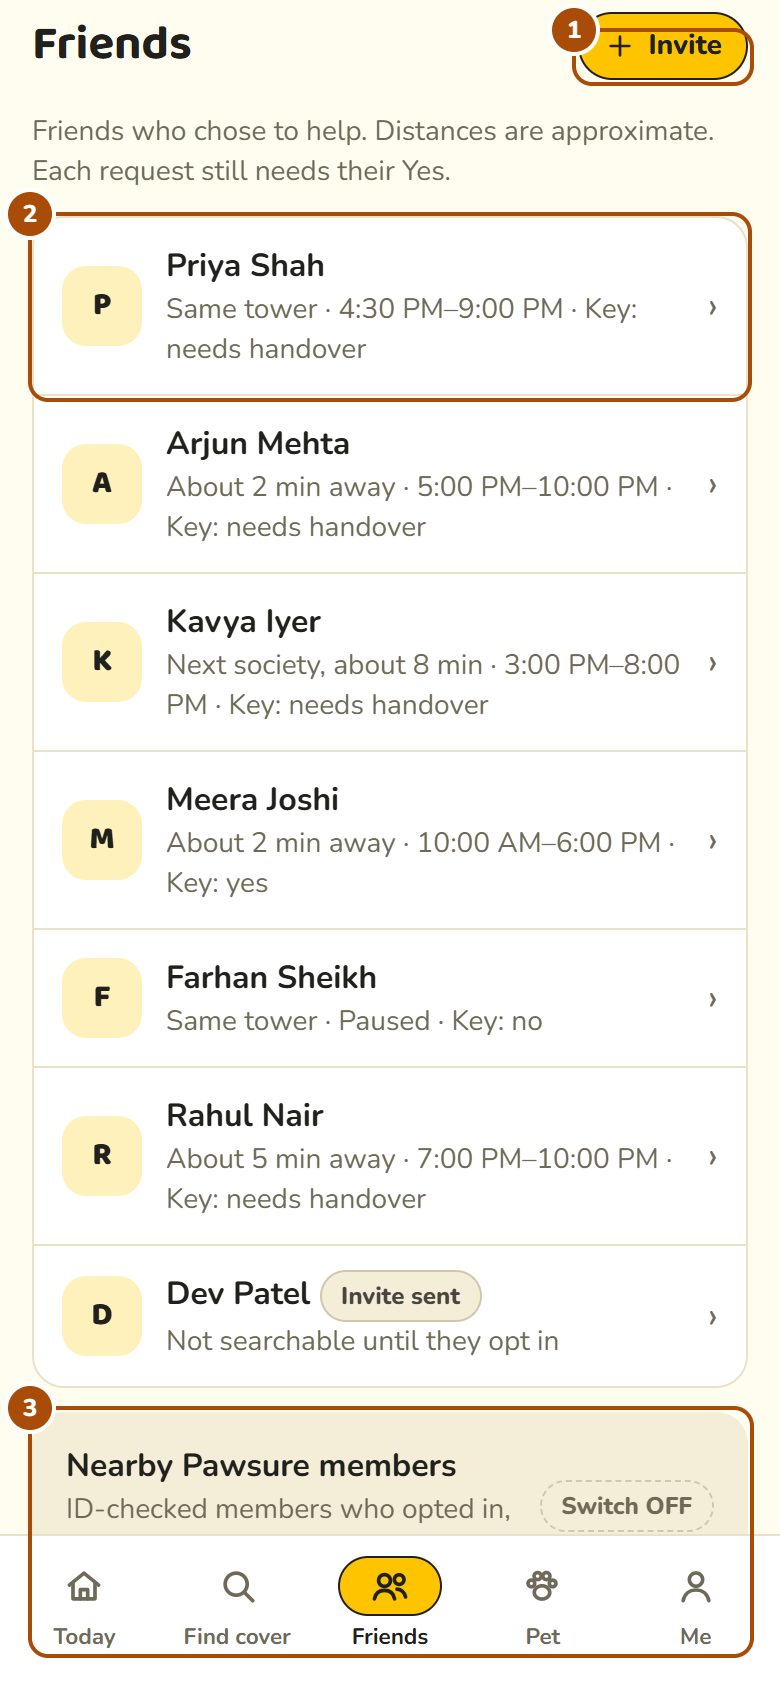 Friends
1
+ Invite
Friends who chose to help. Distances are approximate.
Each request still needs their Yes.
2
P
Priya Shah
Same tower · 4:30 PM–9:00 PM · Key:
needs handover
›
A
Arjun Mehta
About 2 min away · 5:00 PM–10:00 PM ·
Key: needs handover
›
K
Kavya Iyer
Next society, about 8 min · 3:00 PM–8:00
PM · Key: needs handover
›
M
Meera Joshi
About 2 min away · 10:00 AM–6:00 PM ·
Key: yes
›
F
Farhan Sheikh
Same tower · Paused · Key: no
›
R
Rahul Nair
About 5 min away · 7:00 PM–10:00 PM ·
Key: needs handover
›
D
Dev Patel Invite sent
Not searchable until they opt in
›
3
Nearby Pawsure members
ID-checked members who opted in,
Switch OFF
Today Find cover Friends Pet Me